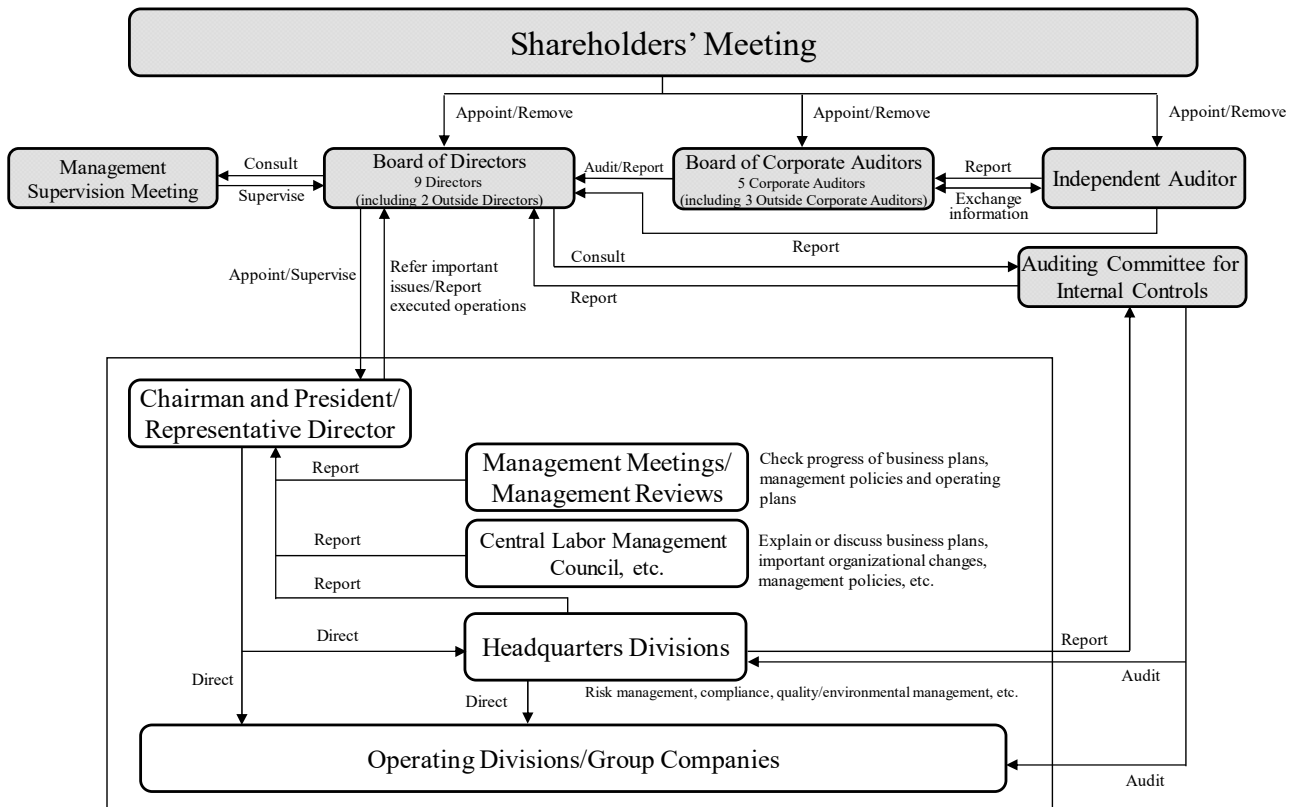 Shareholders’ Meeting
Appoint/Remove
Appoint/Remove
Appoint/Remove
Management
Supervision Meeting
Consult
Supervise
Board of Directors
9 Directors
(including 2 Outside Directors)
Audit/Report
Board of Corporate Auditors
5 Corporate Auditors
(including 3 Outside Corporate Auditors)
Report
Exchange
information
Independent Auditor
Report
Appoint/Supervise
Refer important
issues/Report
executed operations
Consult
Report
Auditing Committee for
Internal Controls
Chairman and President/
Representative Director
Report
Management Meetings/
Management Reviews
Check progress of business plans,
management policies and operating
plans
Report
Central Labor Management
Council, etc.
Explain or discuss business plans,
important organizational changes,
management policies, etc.
Report
Direct
Headquarters Divisions
Report
Direct
Direct
Risk management, compliance, quality/environmental management, etc.
Audit
Operating Divisions/Group Companies
Audit